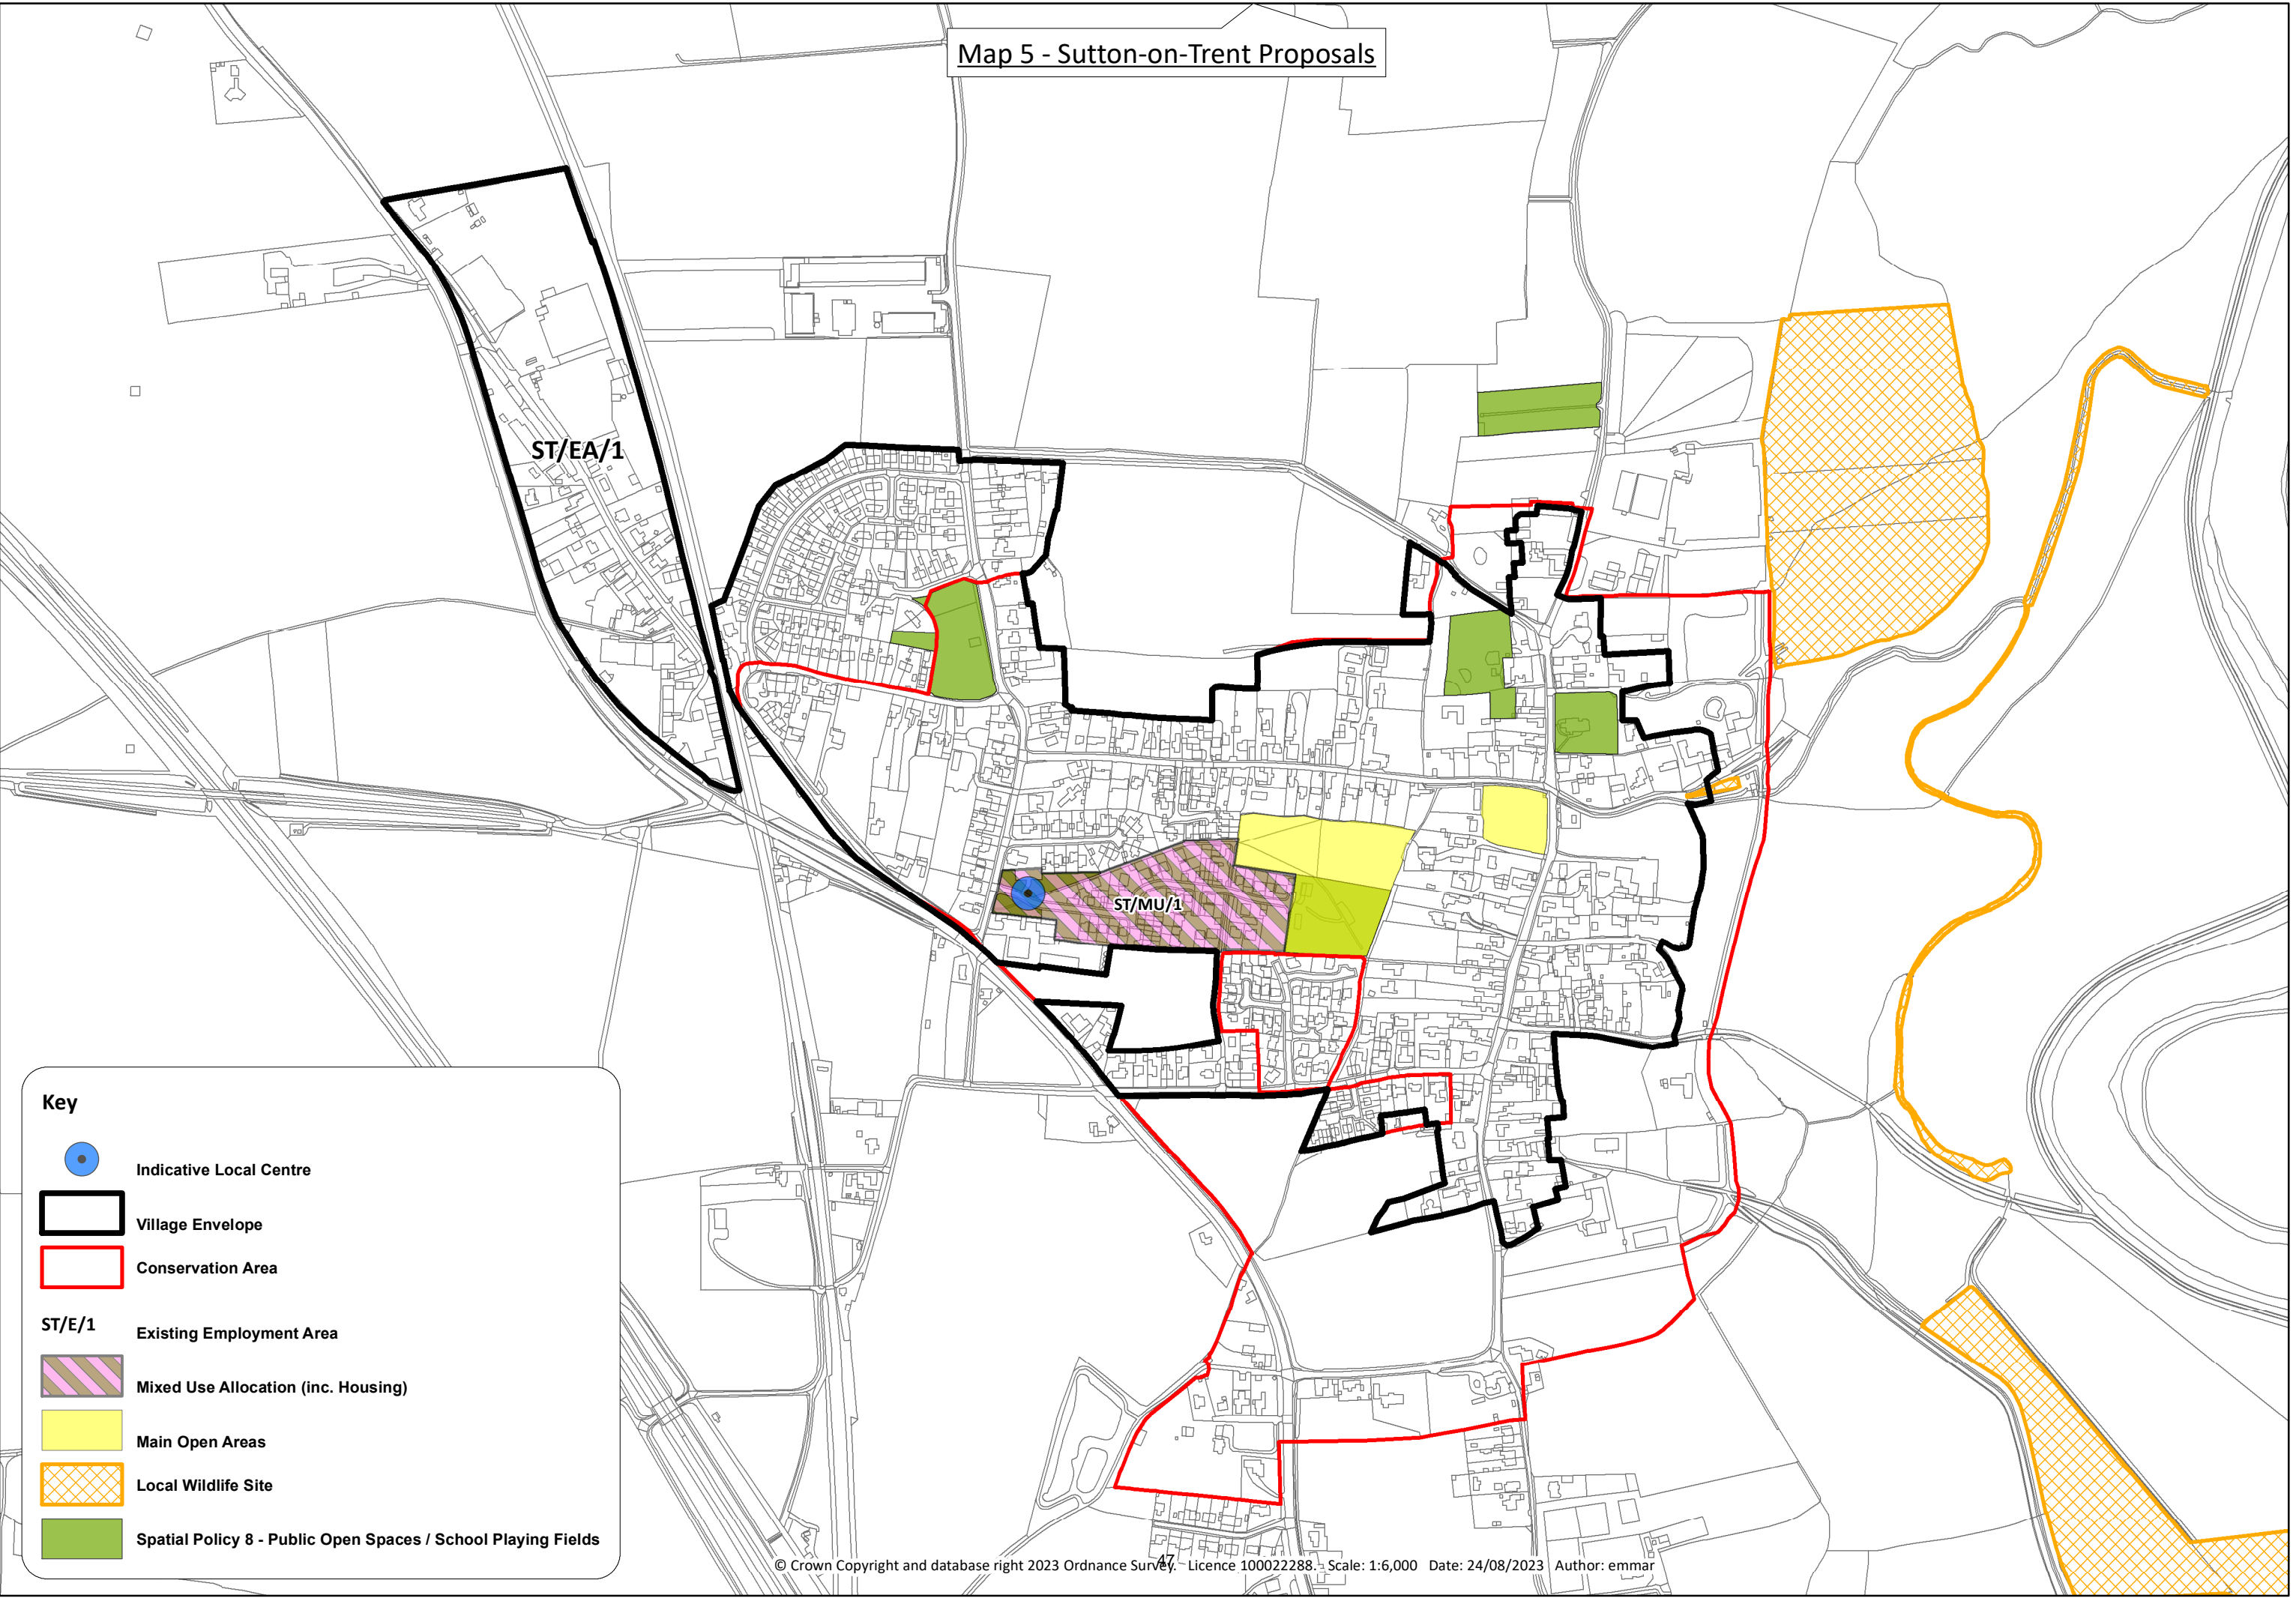 Map 5 - Sutton-on-Trent Proposals
ST/EA/1
ST/MU/1
Key
Indicative Local Centre
Village Envelope
Conservation Area
ST/E/1 Existing Employment Area
Mixed Use Allocation (inc. Housing)
Main Open Areas
Local Wildlife Site
Spatial Policy 8 - Public Open Spaces / School Playing Fields
47
© Crown Copyright and database right 2023 Ordnance Survey. Licence 100022288. Scale: 1:6,000 Date: 24/08/2023 Author: emmar